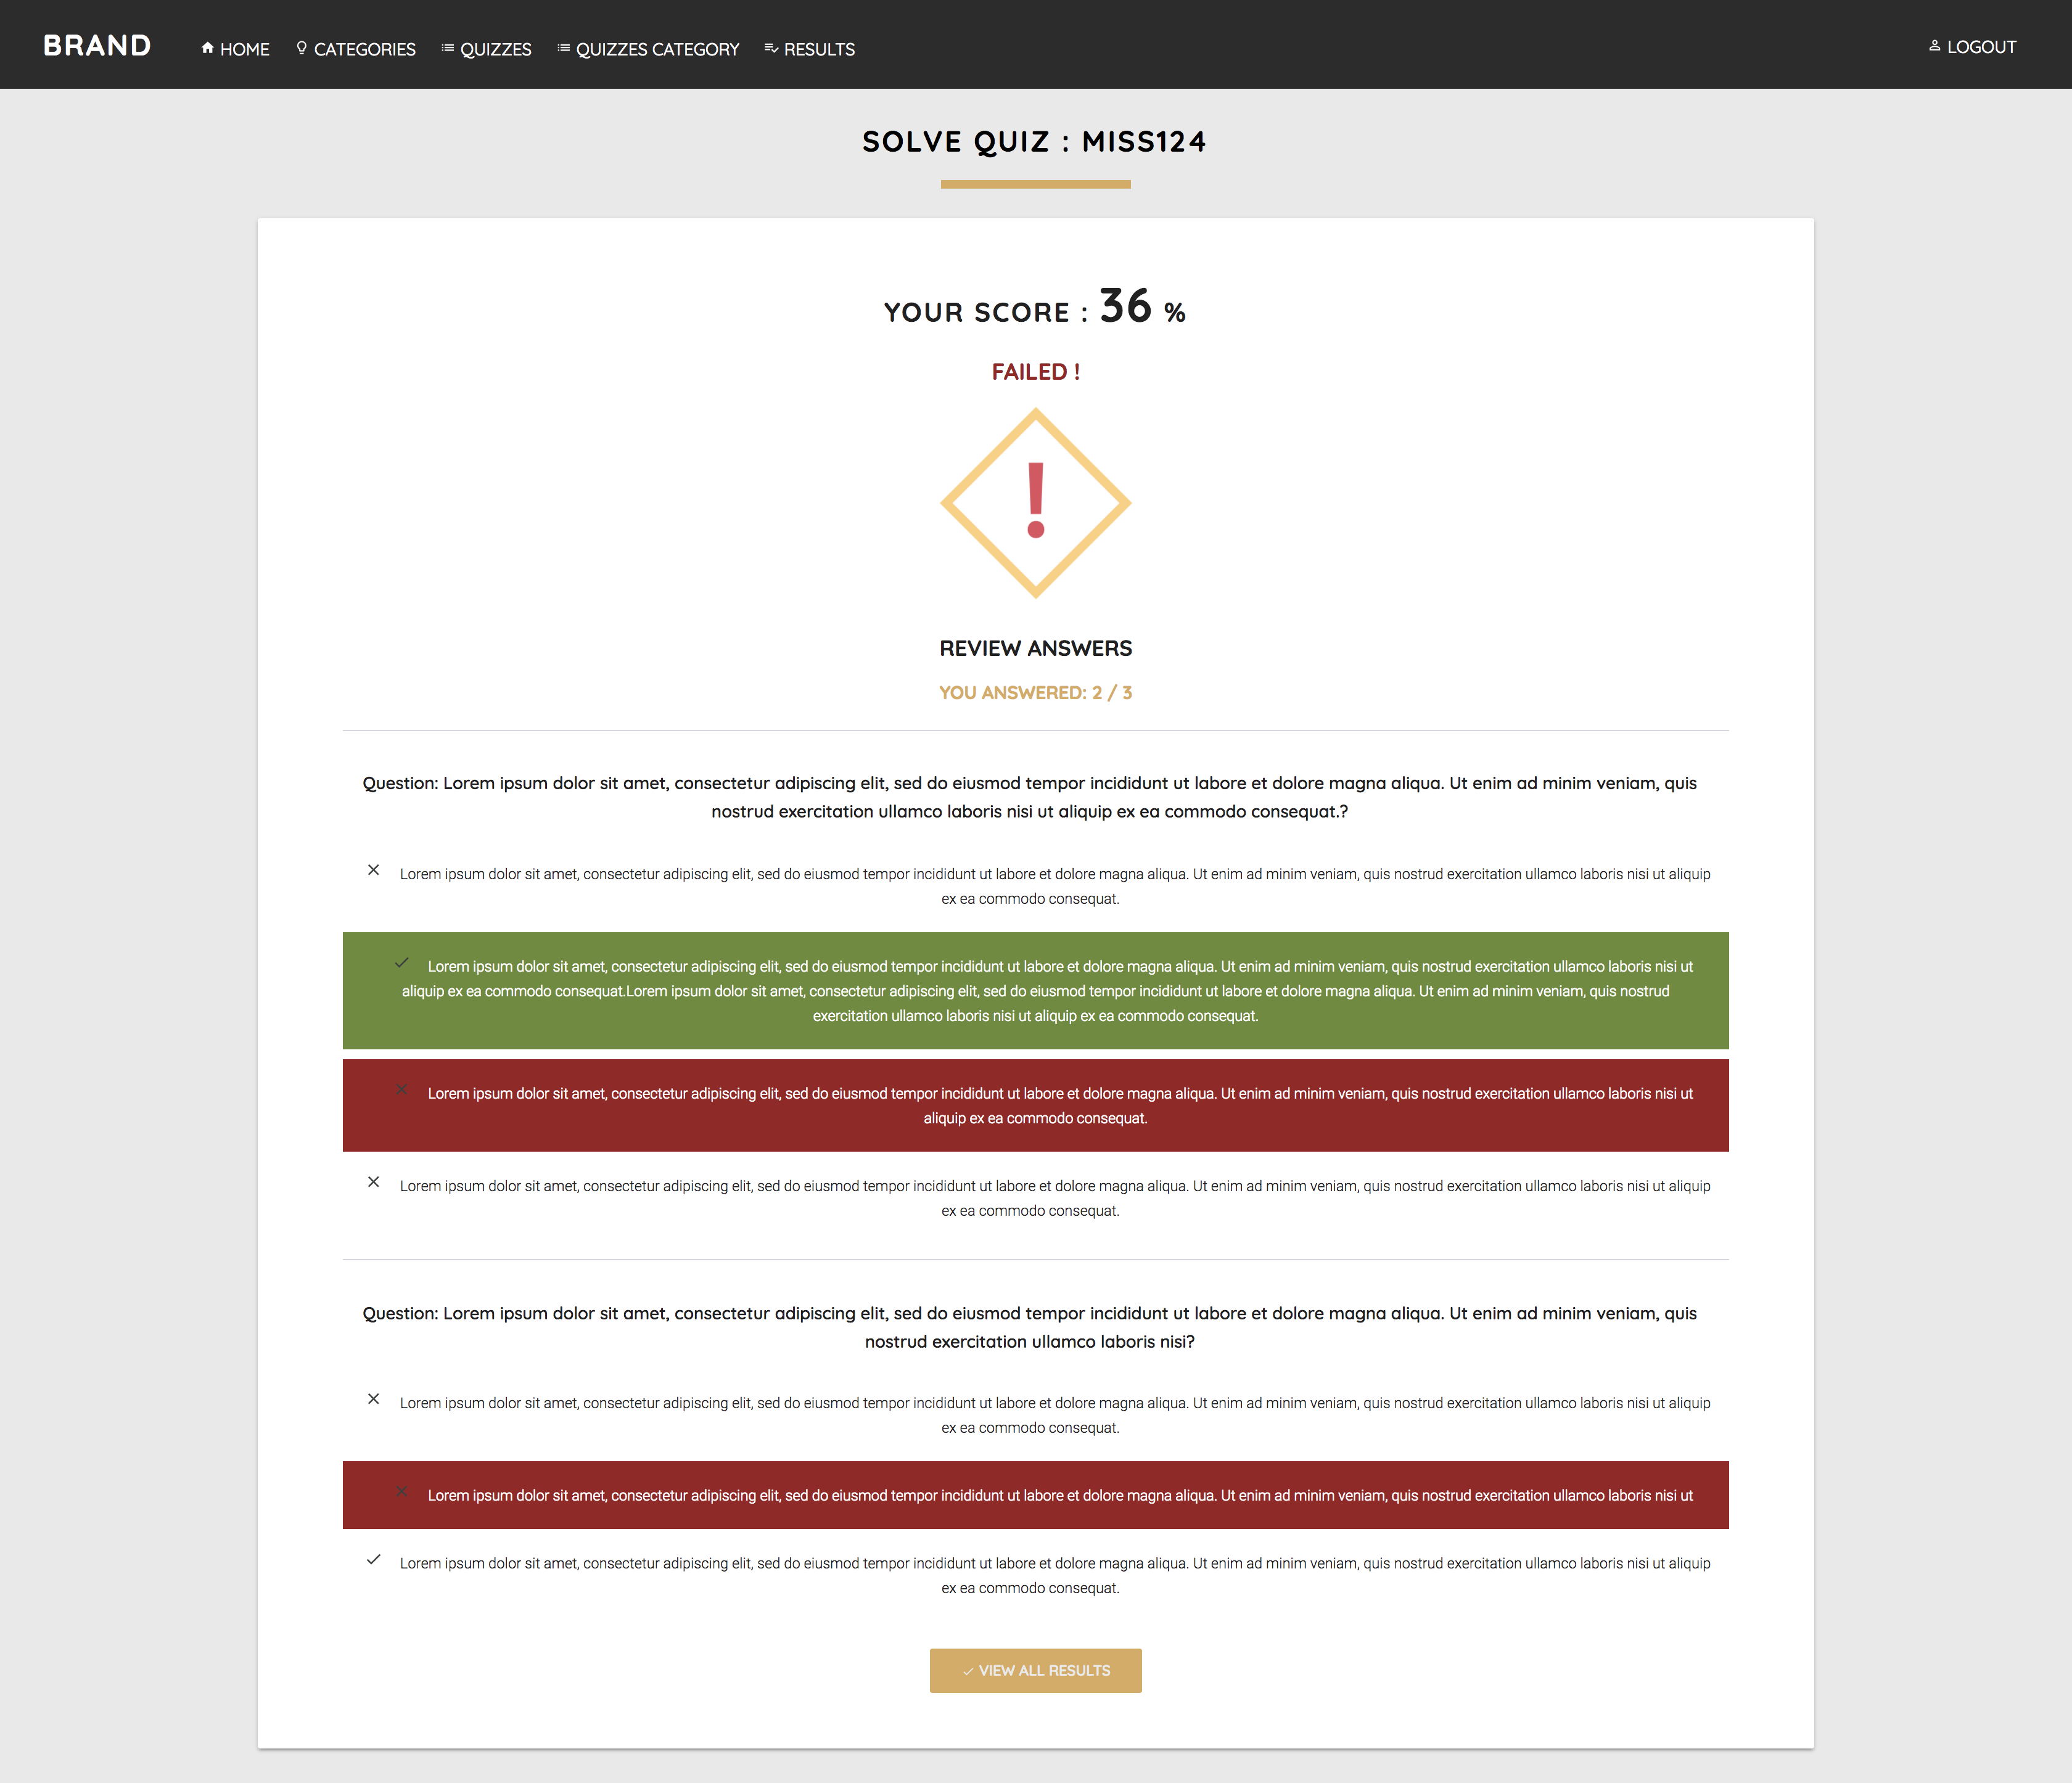 BRAND HOME CATEGORIES QUIZZES QUIZZES CATEGORY RESULTS LOGOUT
SOLVE QUIZ : MISS124
YOUR SCORE : 36 %
FAILED !
!
REVIEW ANSWERS
YOU ANSWERED: 2 / 3
Question: Lorem ipsum dolor sit amet, consectetur adipiscing elit, sed do eiusmod tempor incididunt ut labore et dolore magna aliqua. Ut enim ad minim veniam, quis
nostrud exercitation ullamco laboris nisi ut aliquip ex ea commodo consequat.?
Lorem ipsum dolor sit amet, consectetur adipiscing elit, sed do eiusmod tempor incididunt ut labore et dolore magna aliqua. Ut enim ad minim veniam, quis nostrud exercitation ullamco laboris nisi ut aliquip
ex ea commodo consequat.
Lorem ipsum dolor sit amet, consectetur adipiscing elit, sed do eiusmod tempor incididunt ut labore et dolore magna aliqua. Ut enim ad minim veniam, quis nostrud exercitation ullamco laboris nisi ut
aliquip ex ea commodo consequat.Lorem ipsum dolor sit amet, consectetur adipiscing elit, sed do eiusmod tempor incididunt ut labore et dolore magna aliqua. Ut enim ad minim veniam, quis nostrud
exercitation ullamco laboris nisi ut aliquip ex ea commodo consequat.
Lorem ipsum dolor sit amet, consectetur adipiscing elit, sed do eiusmod tempor incididunt ut labore et dolore magna aliqua. Ut enim ad minim veniam, quis nostrud exercitation ullamco laboris nisi ut
aliquip ex ea commodo consequat.
Lorem ipsum dolor sit amet, consectetur adipiscing elit, sed do eiusmod tempor incididunt ut labore et dolore magna aliqua. Ut enim ad minim veniam, quis nostrud exercitation ullamco laboris nisi ut aliquip
ex ea commodo consequat.
Question: Lorem ipsum dolor sit amet, consectetur adipiscing elit, sed do eiusmod tempor incididunt ut labore et dolore magna aliqua. Ut enim ad minim veniam, quis
nostrud exercitation ullamco laboris nisi?
Lorem ipsum dolor sit amet, consectetur adipiscing elit, sed do eiusmod tempor incididunt ut labore et dolore magna aliqua. Ut enim ad minim veniam, quis nostrud exercitation ullamco laboris nisi ut aliquip
ex ea commodo consequat.
Lorem ipsum dolor sit amet, consectetur adipiscing elit, sed do eiusmod tempor incididunt ut labore et dolore magna aliqua. Ut enim ad minim veniam, quis nostrud exercitation ullamco laboris nisi ut
Lorem ipsum dolor sit amet, consectetur adipiscing elit, sed do eiusmod tempor incididunt ut labore et dolore magna aliqua. Ut enim ad minim veniam, quis nostrud exercitation ullamco laboris nisi ut aliquip
ex ea commodo consequat.
VIEW ALL RESULTS